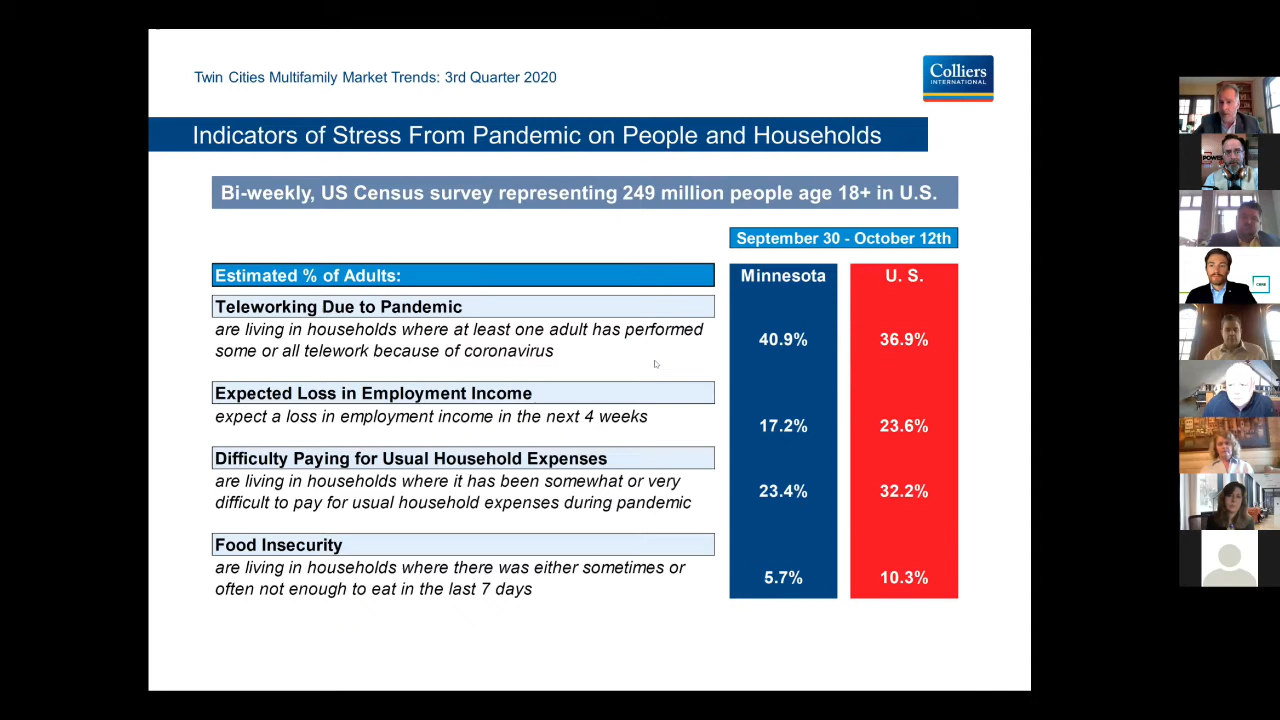 Twin Cities Multifamily Market Trends: 3rd Quarter 2020
Colliers
INTERNATIONAL
Indicators of Stress From Pandemic on People and Households
Bi-weekly, US Census survey representing 249 million people age 18+ in U.S.
September 30 - October 12th
Estimated % of Adults:
Minnesota
U. S.
Teleworking Due to Pandemic
are living in households where at least one adult has performed
some or all telework because of coronavirus
40.9%
36.9%
Expected Loss in Employment Income
expect a loss in employment income in the next 4 weeks
17.2%
23.6%
Difficulty Paying for Usual Household Expenses
are living in households where it has been somewhat or very
difficult to pay for usual household expenses during pandemic
23.4%
32.2%
Food Insecurity
are living in households where there was either sometimes or
often not enough to eat in the last 7 days
5.7%
10.3%
POWER